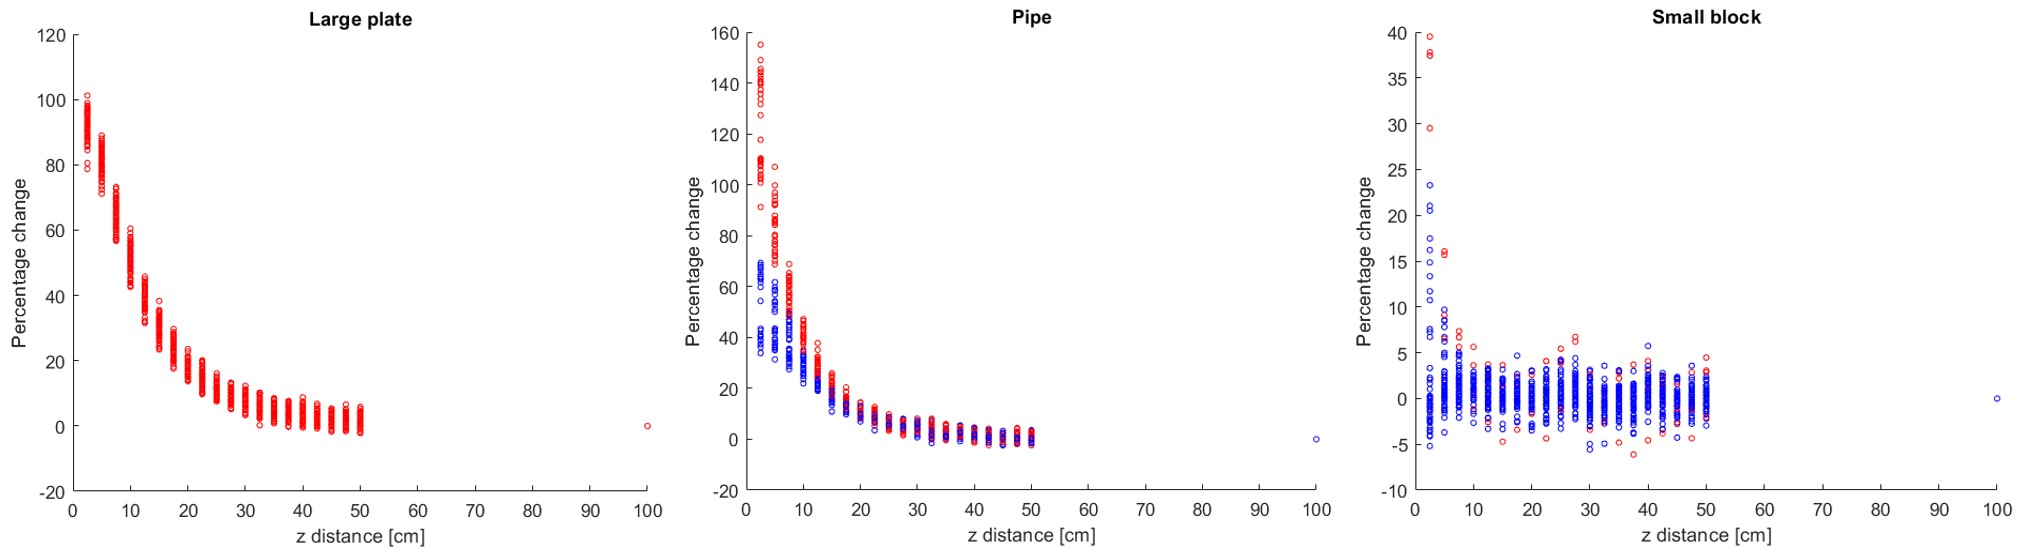 Large plate
120
100
80
60
40
20
0
-20
Percentage change
0 10 20 30 40 50 60 70 80 90 100
z distance [cm]
Pipe
160
140
120
100
80
60
40
20
0
-20
Percentage change
0 10 20 30 40 50 60 70 80 90 100
z distance [cm]
Small block
40
35
30
25
20
15
10
5
0
-5
-10
Percentage change
0 10 20 30 40 50 60 70 80 90 100
z distance [cm]